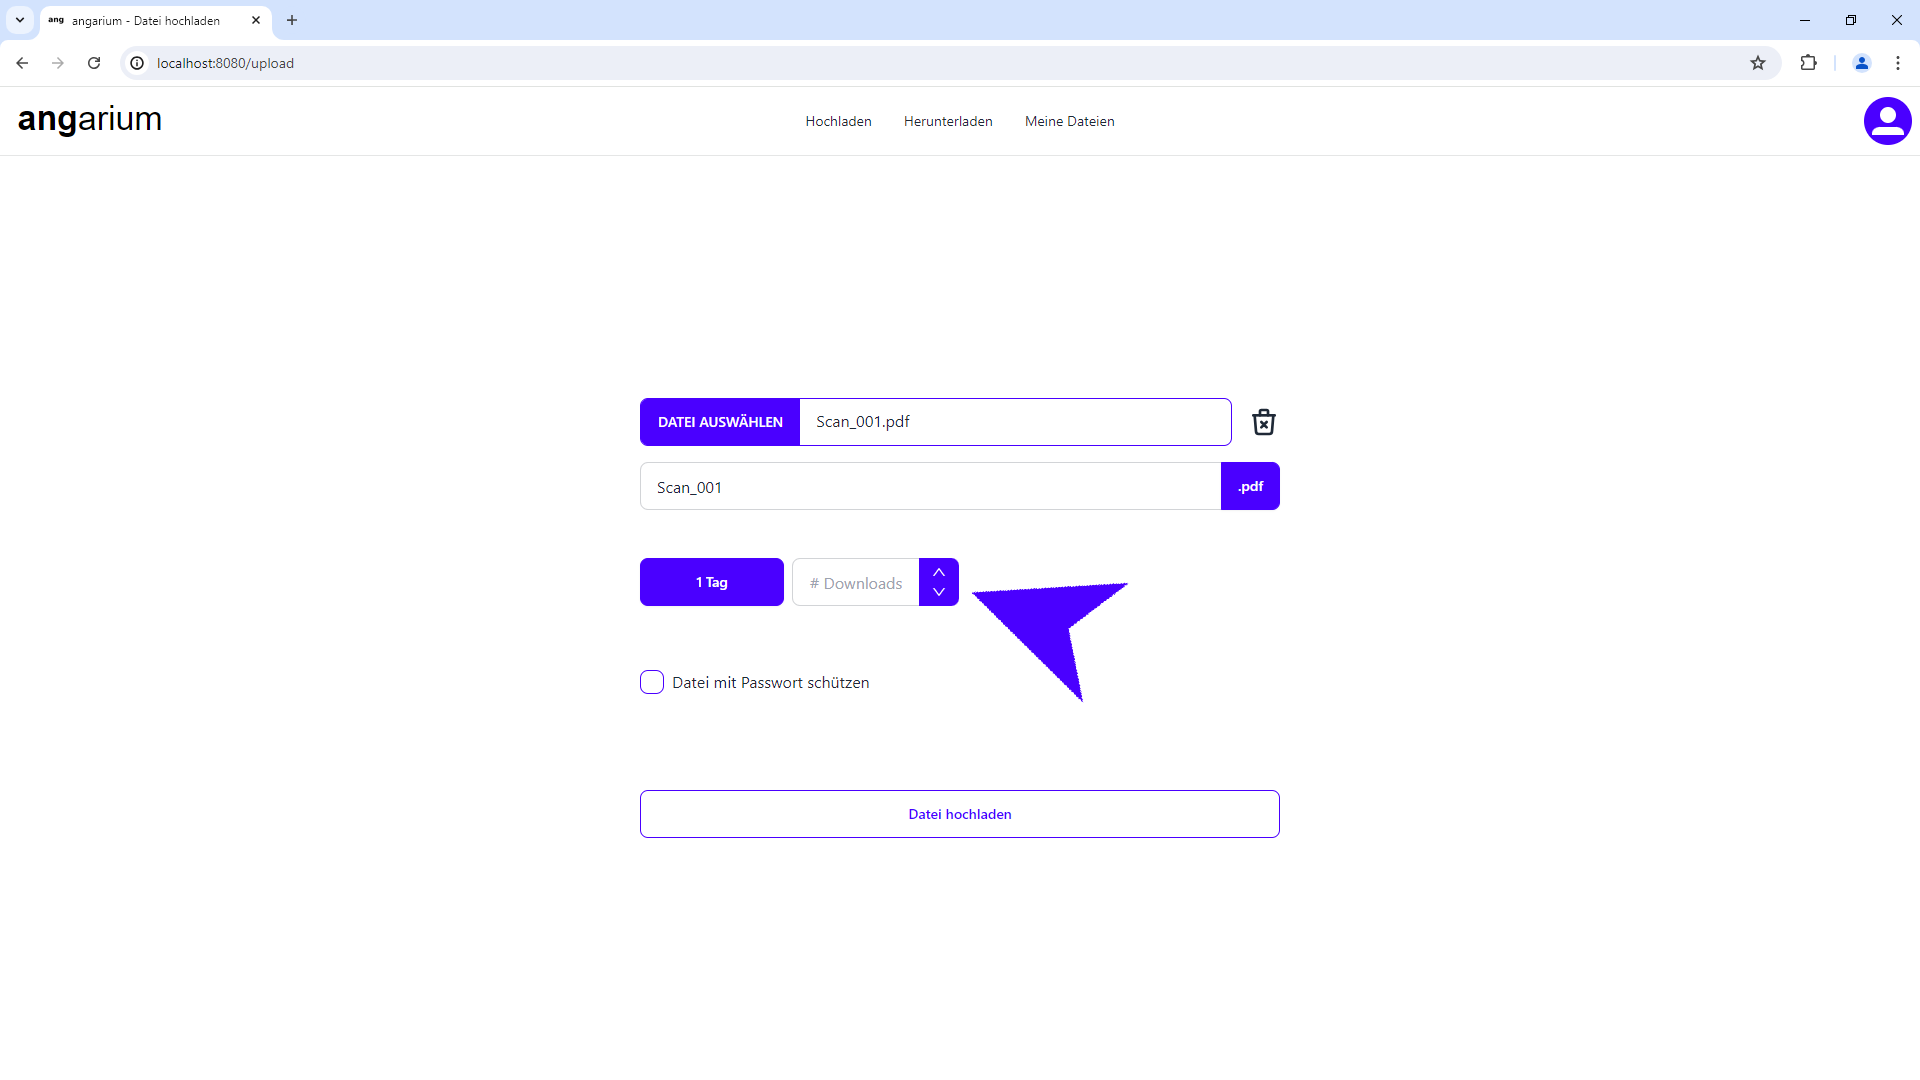 ang angarium - Datei hochladen
localhost:8080/upload
angarium
Hochladen Herunterladen Meine Dateien
DATEI AUSWÄHLEN Scan_001.pdf
Scan_001 .pdf
1 Tag # Downloads
Datei mit Passwort schützen
Datei hochladen